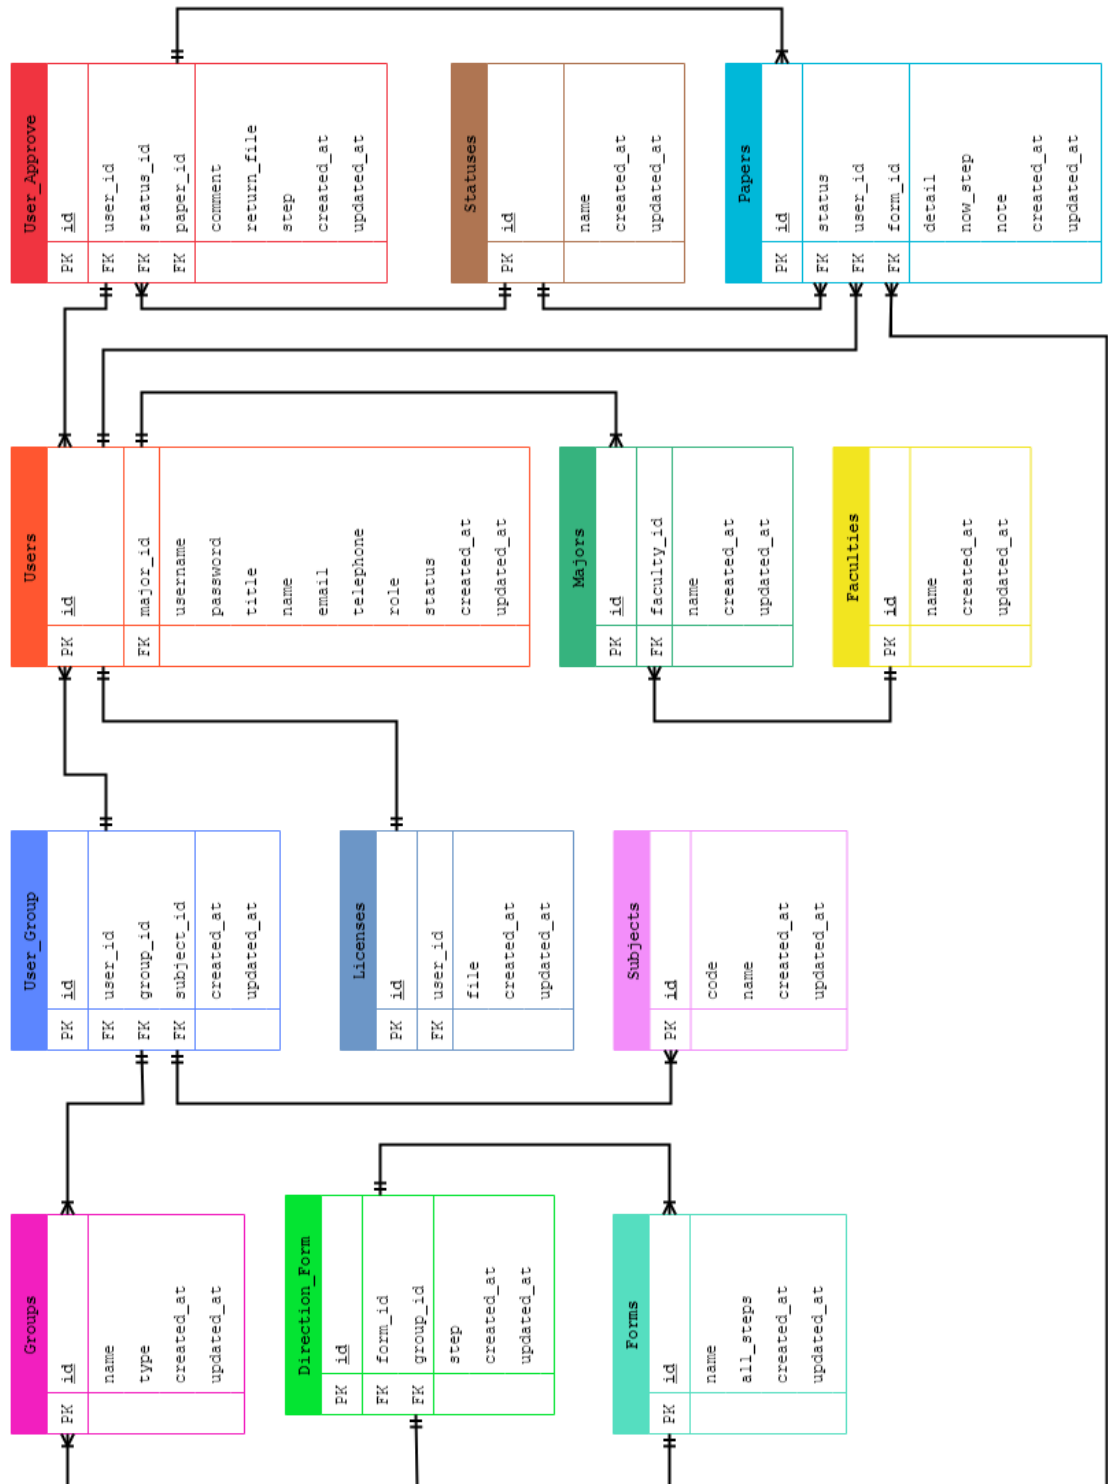 Groups
PK id
name
type
created_at
updated_at
Direction_Form
PK id
FK form_id
FK group_id
step
created_at
updated_at
Forms
PK id
name
all_steps
created_at
updated_at
User_Group
PK id
FK user_id
FK group_id
FK subject_id
created_at
updated_at
Licenses
PK id
FK user_id
file
created_at
updated_at
Subjects
PK id
code
name
created_at
updated_at
Users
PK id
FK major_id
username
password
title
name
email
telephone
role
status
created_at
updated_at
Majors
PK id
FK faculty_id
name
created_at
updated_at
Faculties
PK id
name
created_at
updated_at
User_Approve
PK id
FK user_id
FK status_id
FK paper_id
comment
return_file
step
created_at
updated_at
Statuses
PK id
name
created_at
updated_at
Papers
PK id
FK status
FK user_id
FK form_id
detail
now_step
note
created_at
updated_at